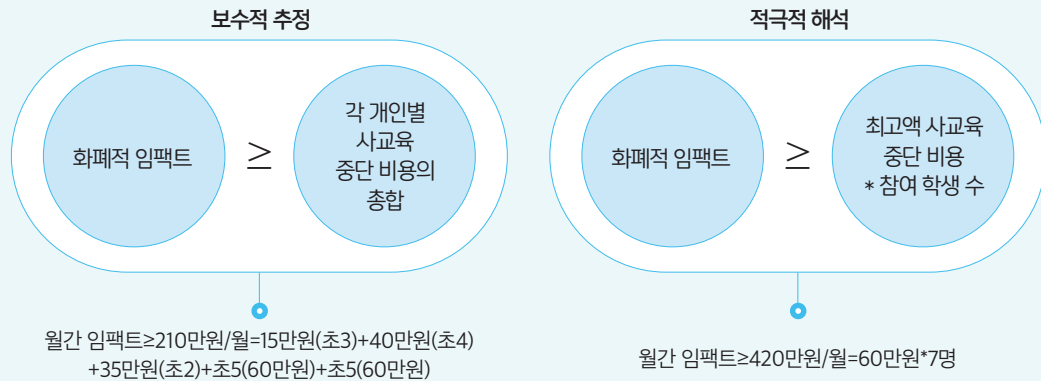 보수적 추정
화폐적 임팩트
≥
각 개인별
사교육
중단 비용의
총합
월간 임팩트≥210만원/월=15만원(초3)+40만원(초4)
+35만원(초2)+초5(60만원)+초5(60만원)
적극적 해석
화폐적 임팩트
≥
최고액 사교육
중단 비용
* 참여 학생 수
월간 임팩트≥420만원/월=60만원*7명